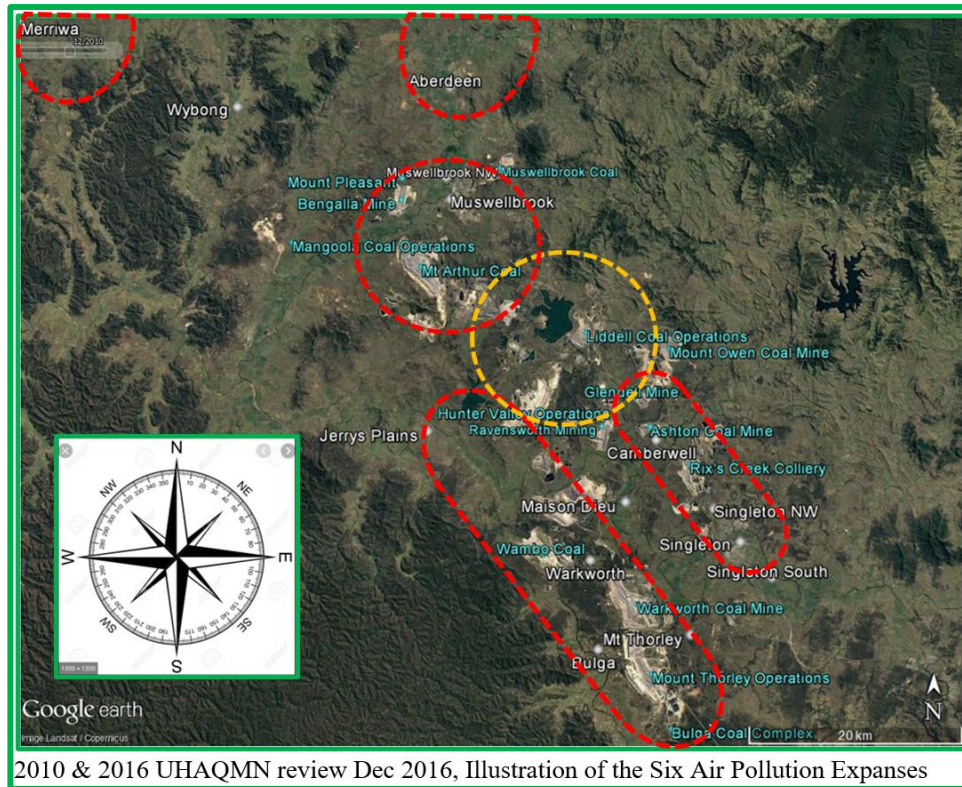 Merriwa
12/2010
Aberdeen
Wybong
Muswellbrook NW
Muswellbrook Coal
Mount Pleasant
Bengalla Mine
Muswellbrook
Mangoola Coal Operations
Mt Arthur Coal
Liddell Coal Operations
Mount Owen Coal Mine
Glendell Mine
Hunter Valley Operations
Ravensworth Mining
Jerrys Plains
Ashton Coal Mine
Camberwell
Rix's Creek Colliery
Maison Dieu
Singleton NW
Singleton
Wambo Coal
Warkworth
Singleton South
Warkworth Coal Mine
Mt Thorley
Bulga
Mount Thorley Operations
Bulga Coal Complex
N
NE
E
SE
S
SW
W
NW
1300 × 1300
Google earth
Image Landsat / Copernicus
N
20 km
2010 & 2016 UHAQMN review Dec 2016, Illustration of the Six Air Pollution Expanses